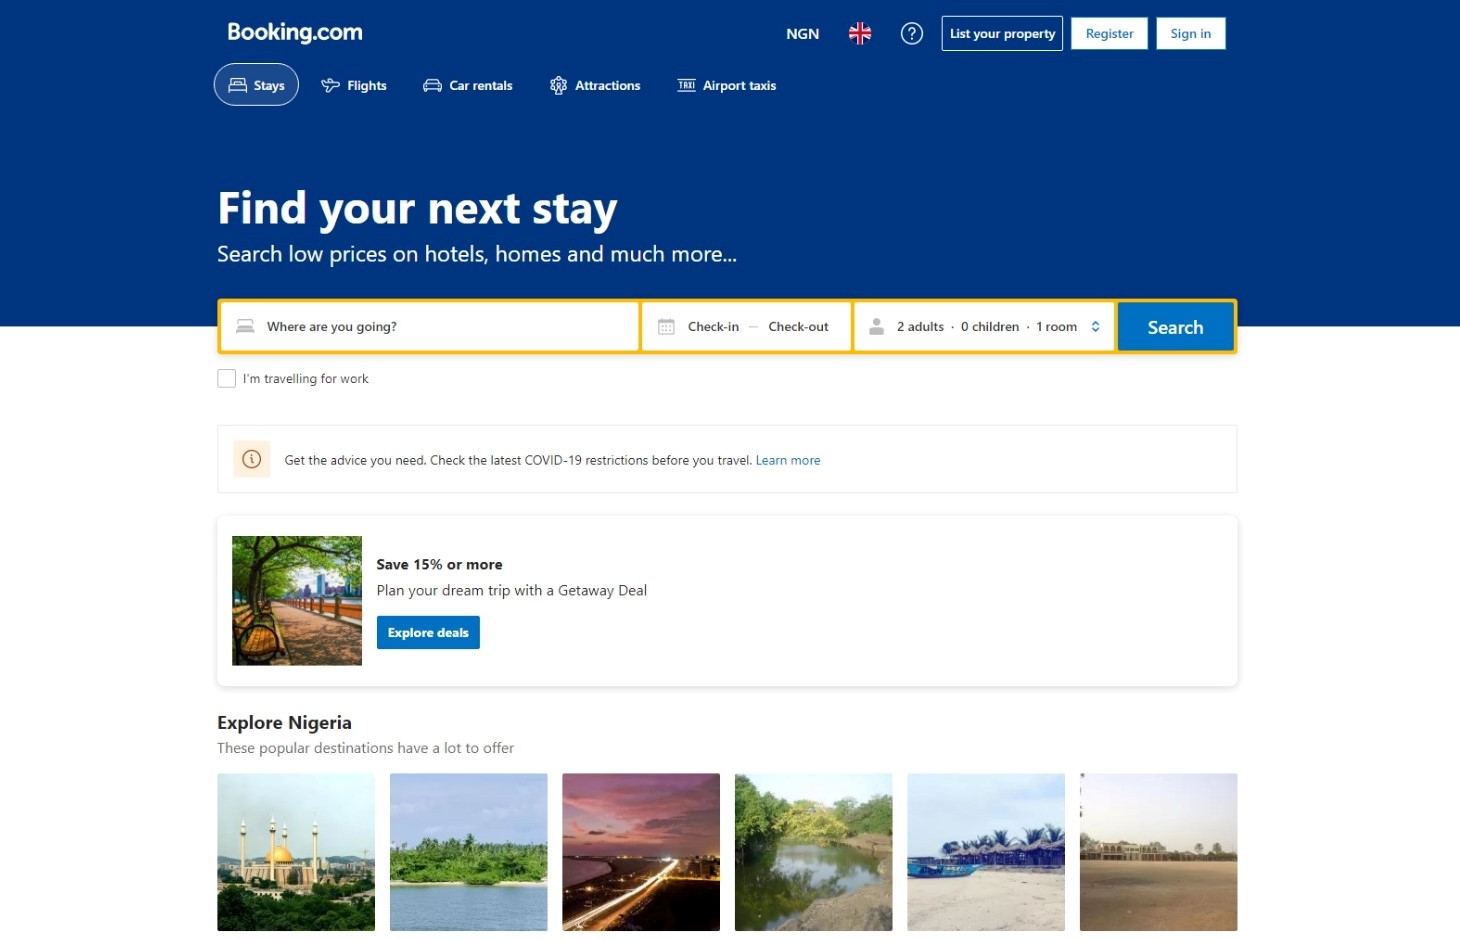 Booking.com
NGN
List your property
Register
Sign in
Stays
Flights
Car rentals
Attractions
TAXI
Airport taxis
Find your next stay
Search low prices on hotels, homes and much more...
Where are you going?
Check-in — Check-out
2 adults · 0 children · 1 room
Search
I'm travelling for work
Get the advice you need. Check the latest COVID-19 restrictions before you travel. Learn more
Save 15% or more
Plan your dream trip with a Getaway Deal
Explore deals
Explore Nigeria
These popular destinations have a lot to offer